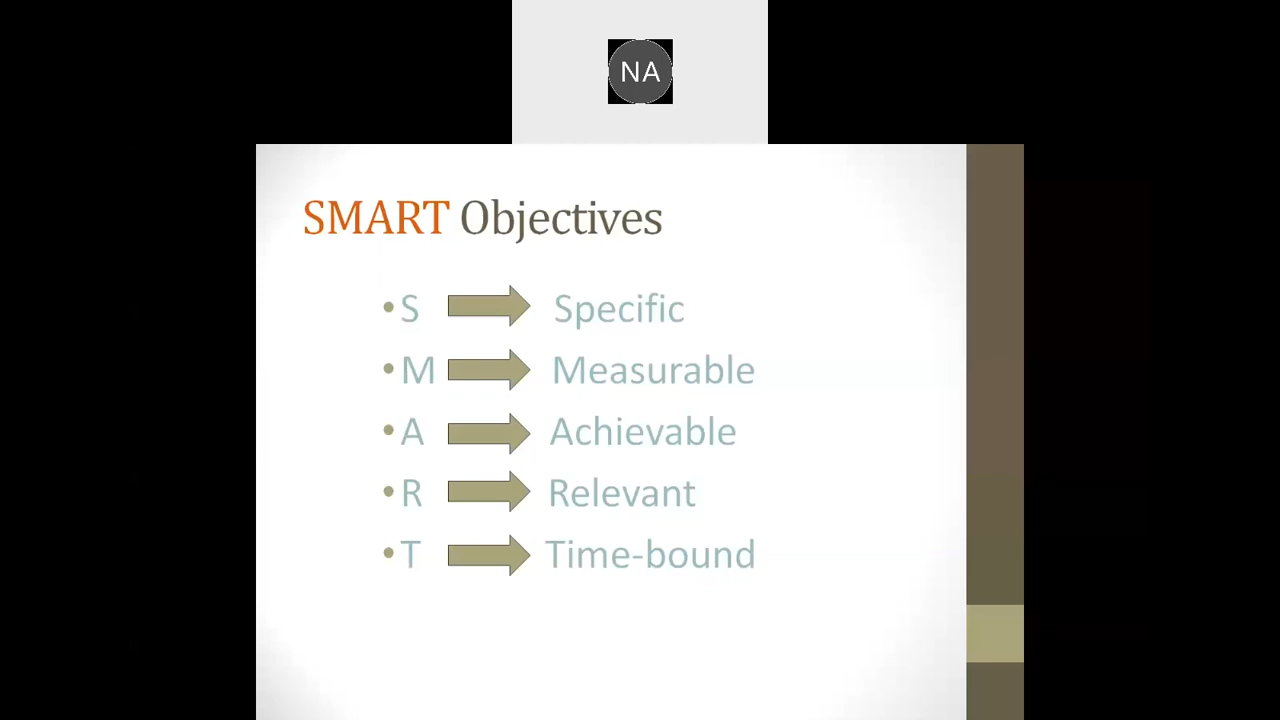 NA
SMART Objectives
• S Specific
• M Measurable
• A Achievable
• R Relevant
• T Time-bound